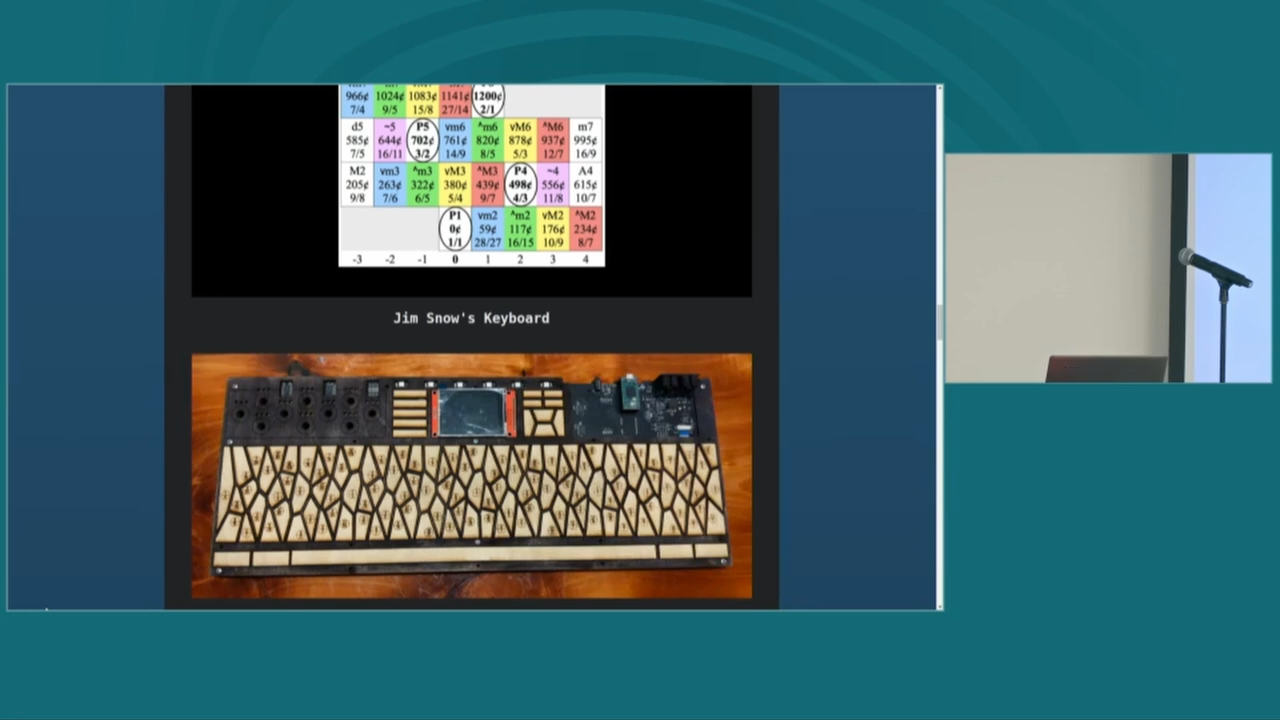 966¢ 1024¢ 1083¢ 1141¢ 1200¢
7/4 9/5 15/8 27/14 2/1
d5 ~5 P5 vm6 ^m6 vM6 ^M6 m7
585¢ 644¢ 702¢ 761¢ 820¢ 878¢ 937¢ 995¢
7/5 16/11 3/2 14/9 8/5 5/3 12/7 16/9
M2 vm3 ^m3 vM3 ^M3 P4 ~4 A4
205¢ 263¢ 322¢ 380¢ 439¢ 498¢ 556¢ 615¢
9/8 7/6 6/5 5/4 9/7 4/3 11/8 10/7
P1 vm2 ^m2 vM2 ^M2
0¢ 59¢ 117¢ 176¢ 234¢
1/1 28/27 16/15 10/9 8/7
-3 -2 -1 0 1 2 3 4
Jim Snow's Keyboard